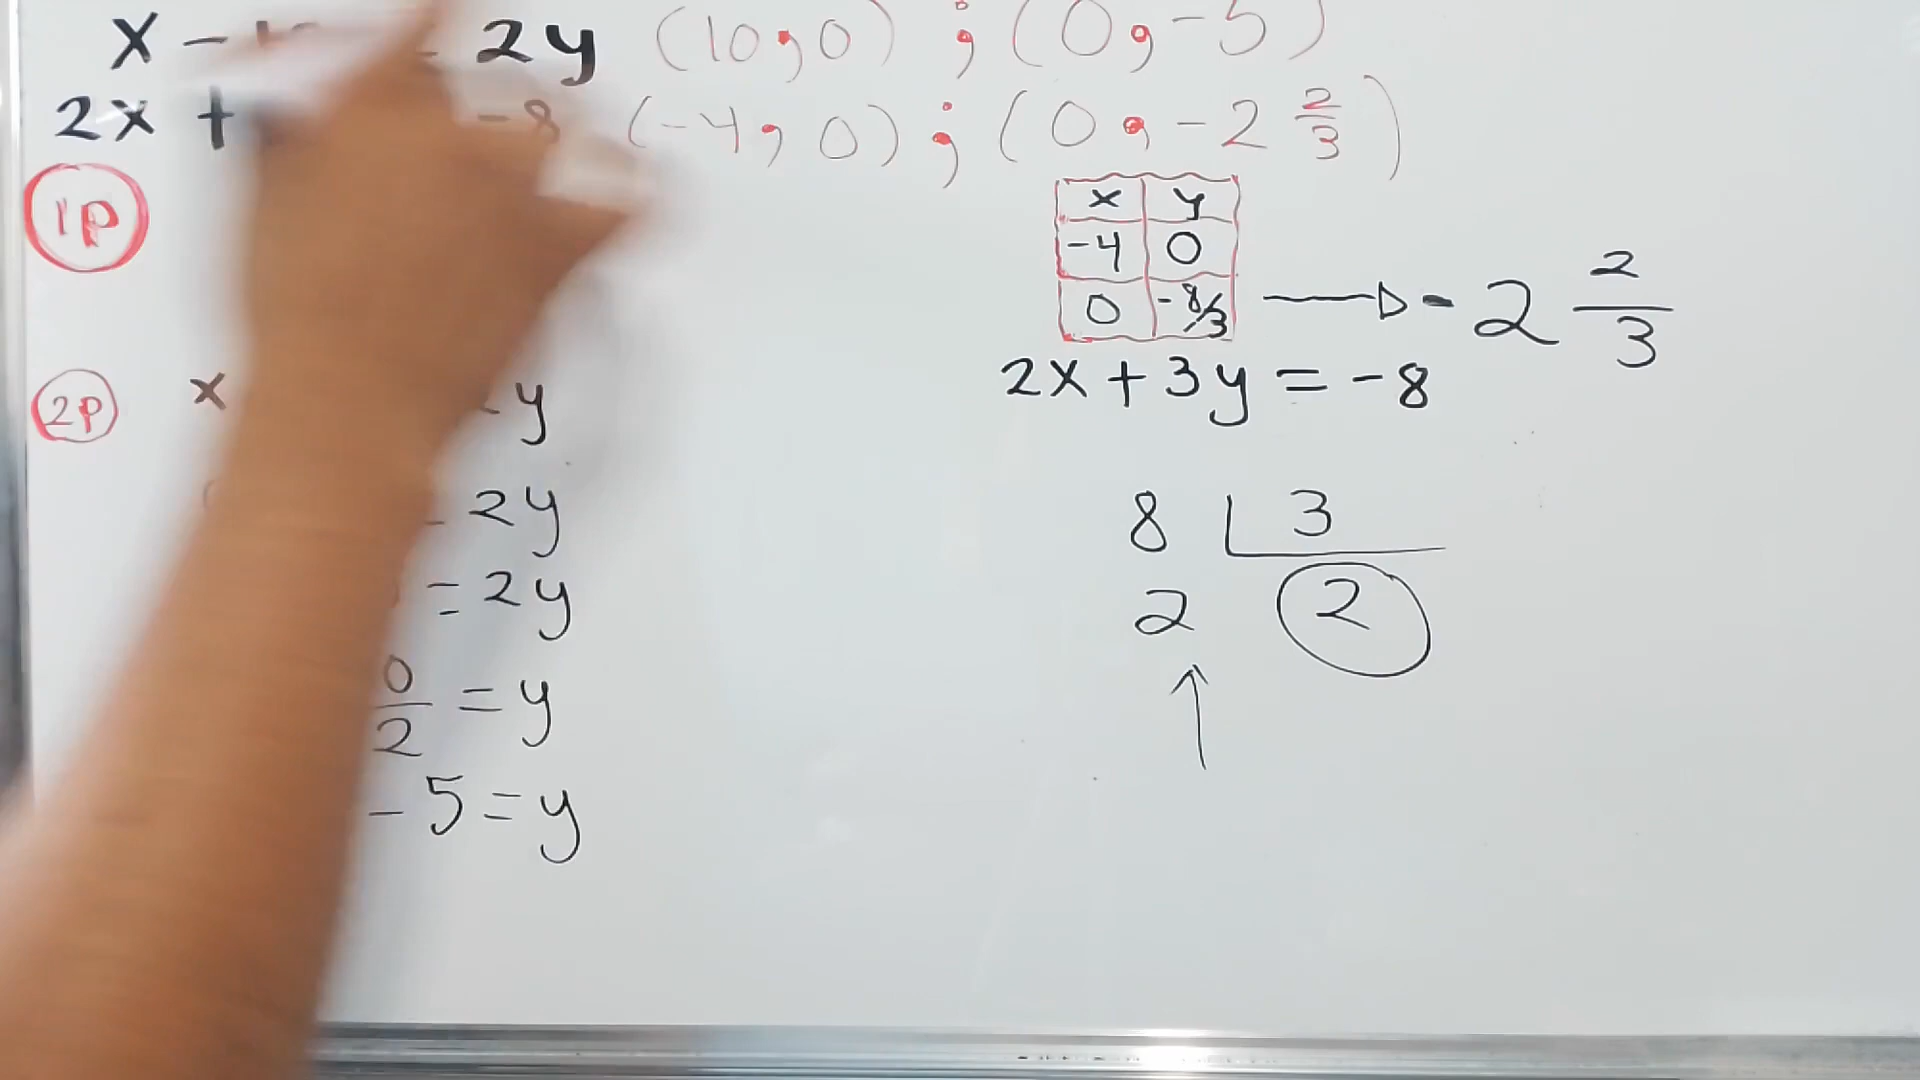 x - 2y (10;0) ; (0;-5)
2x + -8 (-4;0) ; (0;-2 2/3)
1P
x y
-4 0
0 -8/3 → - 2 2/3
2x + 3y = -8
2P x y
2y
= 2y
0/2 = y
- 5 = y
8 3
2 2